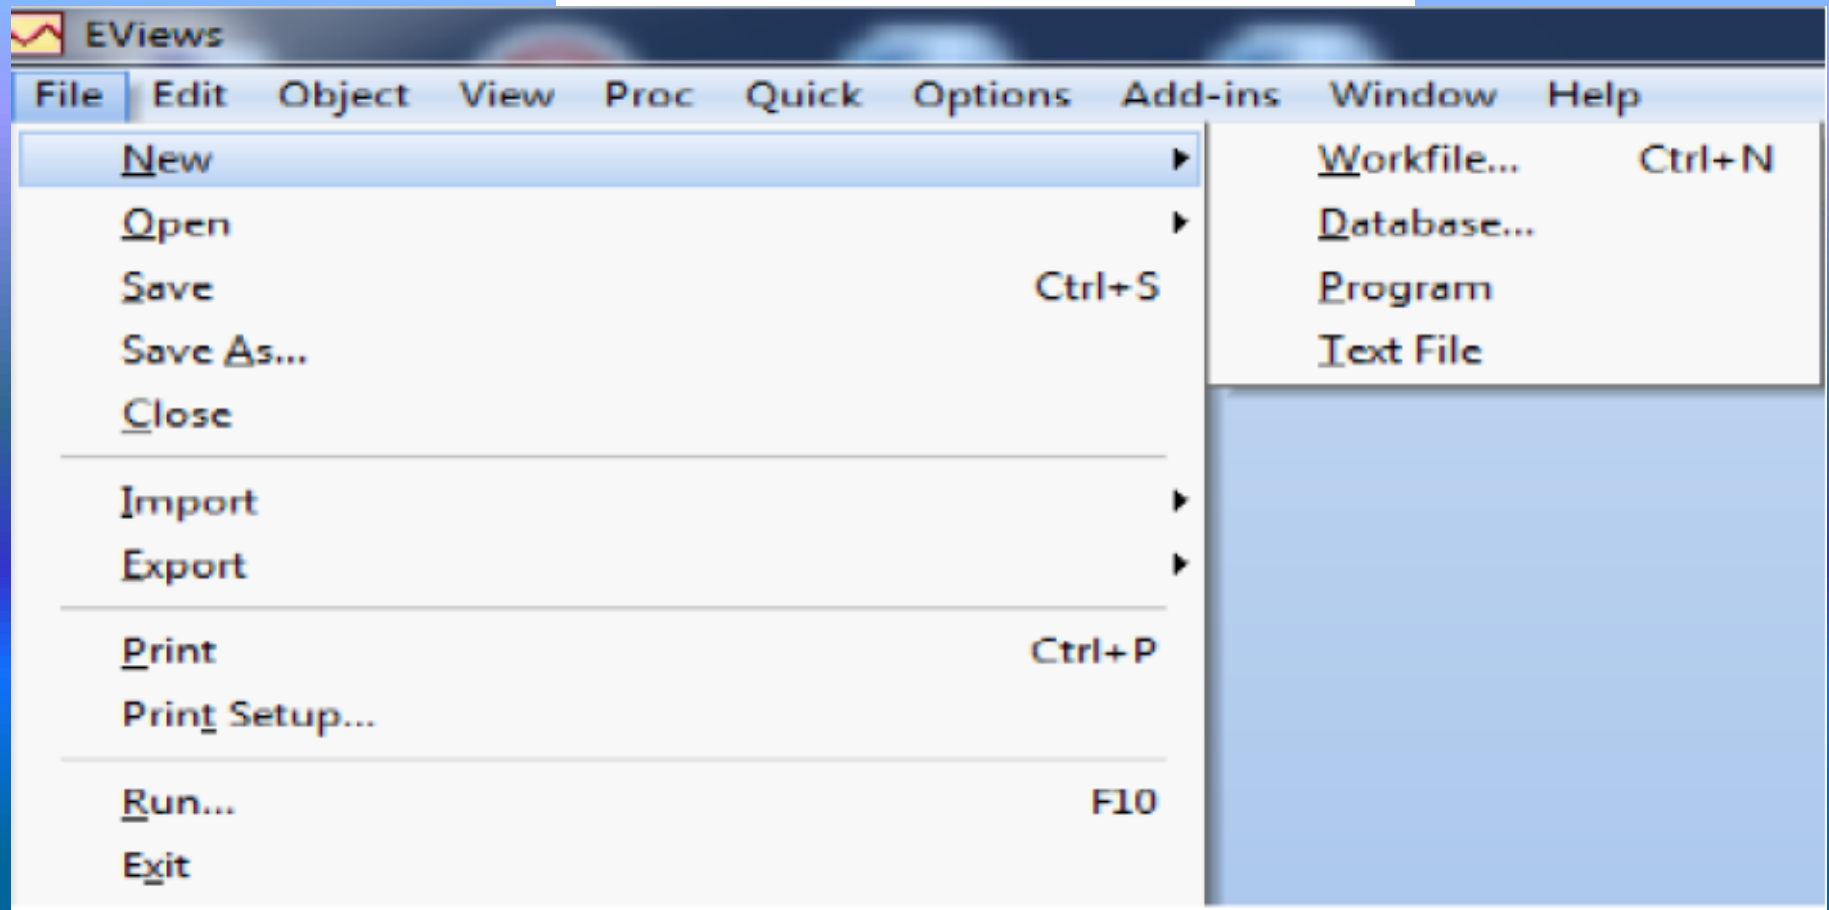 EViews
File Edit Object View Proc Quick Options Add-ins Window Help
New
Open
Save Ctrl+S
Save As...
Close
Import
Export
Print Ctrl+P
Print Setup...
Run... F10
Exit
Workfile... Ctrl+N
Database...
Program
Text File